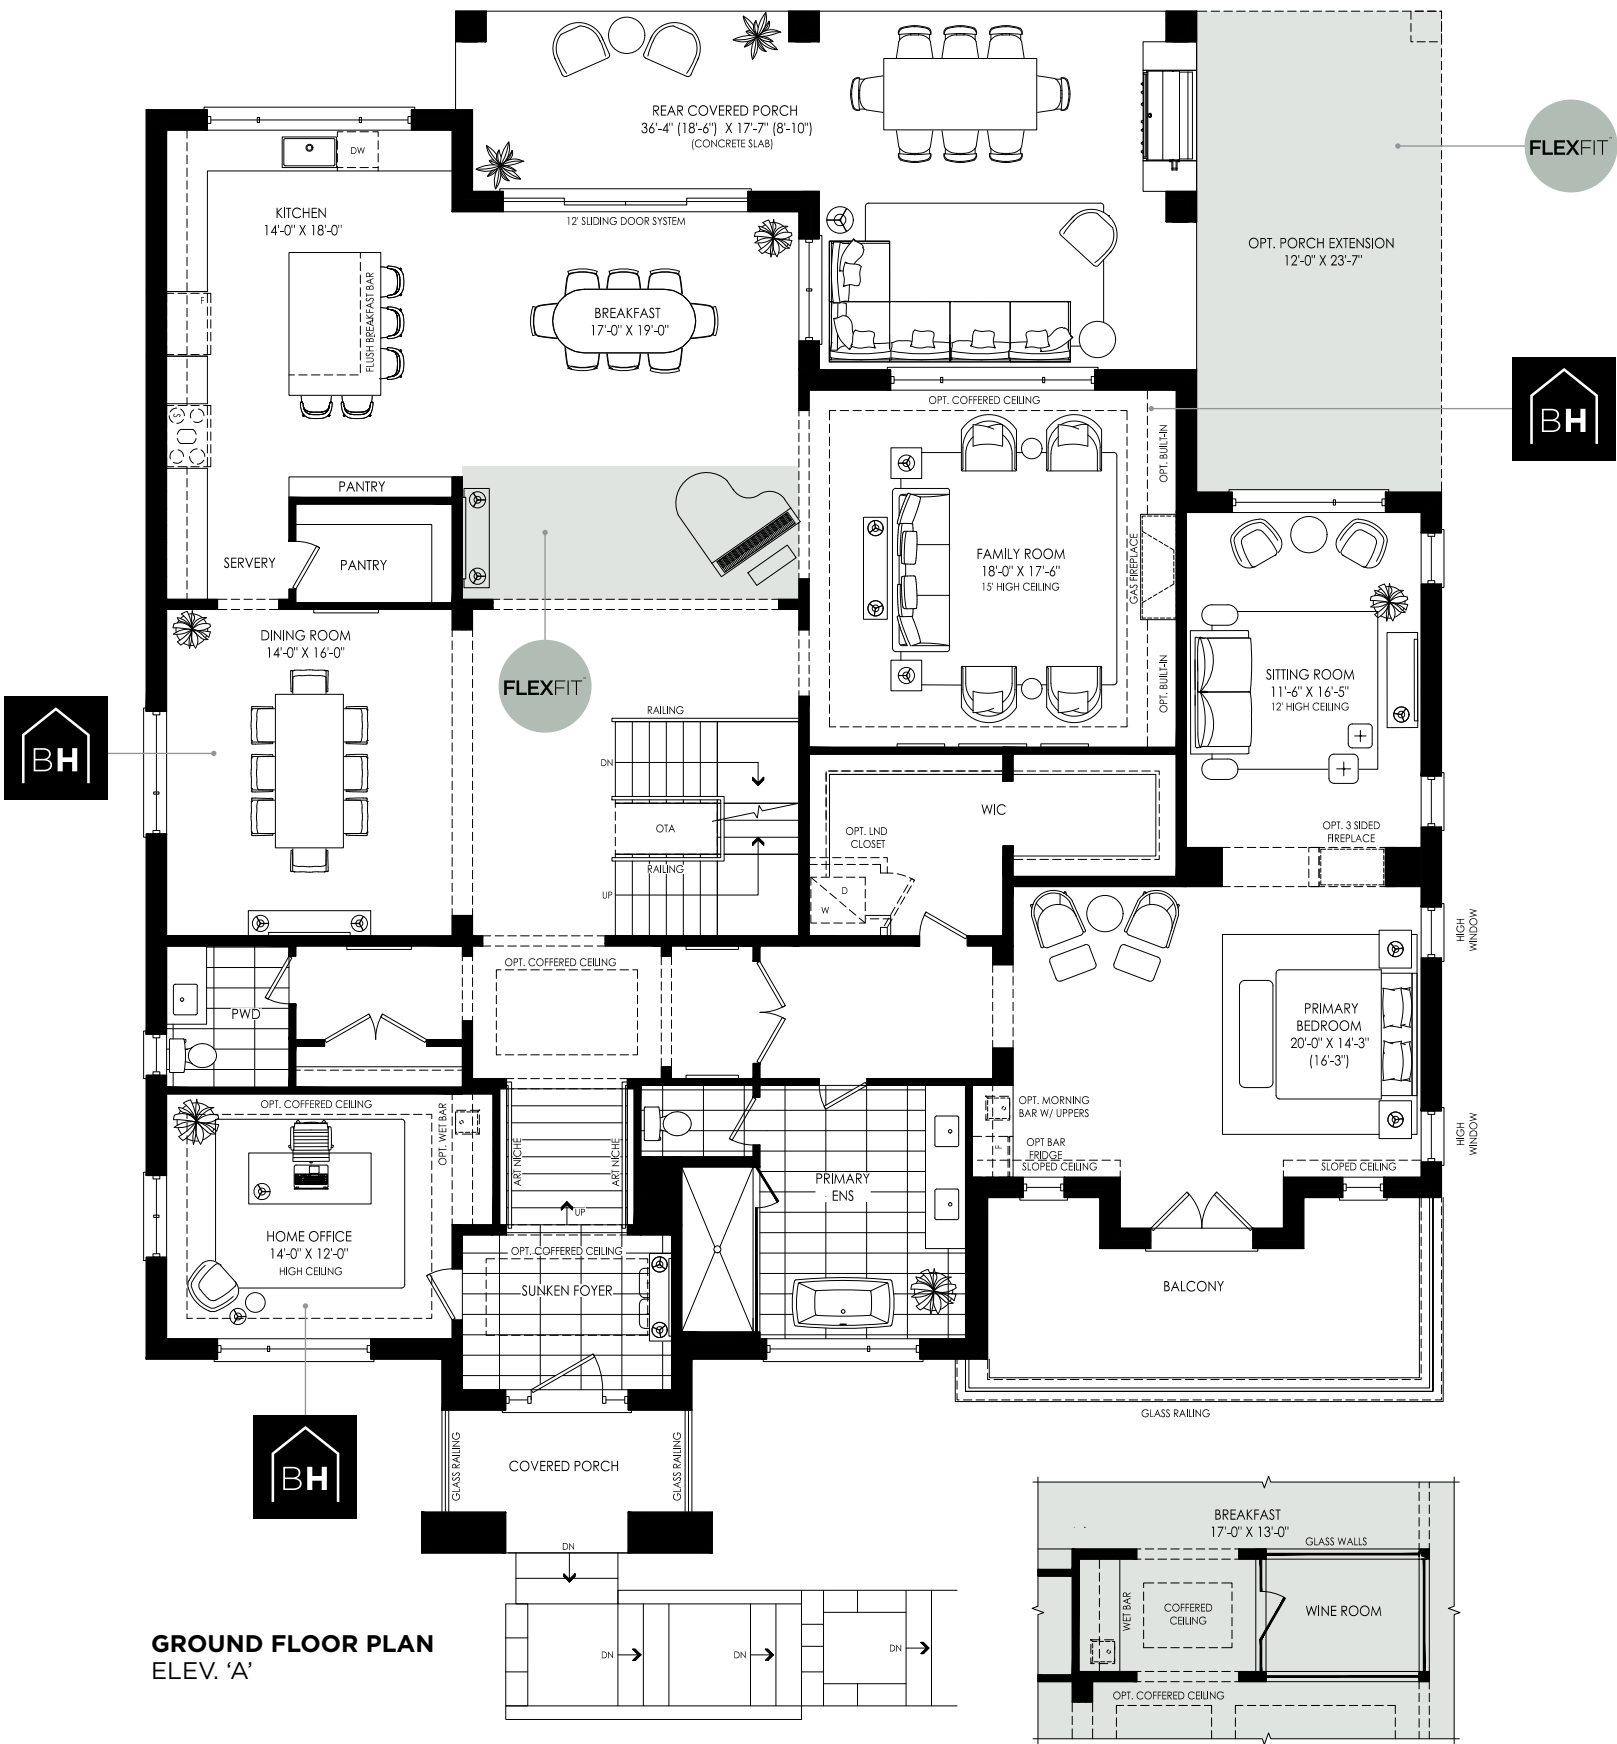 REAR COVERED PORCH
36'-4" (18'-6") X 17'-7" (8'-10")
(CONCRETE SLAB)
FLEXFIT™
DW
KITCHEN
14'-0" X 18'-0"
12' SLIDING DOOR SYSTEM
OPT. PORCH EXTENSION
12'-0" X 23'-7"
F
FLUSH BREAKFAST BAR
BREAKFAST
17'-0" X 19'-0"
OPT. COFFERED CEILING
BH
S
OPT. BUILT-IN
PANTRY
SERVERY
PANTRY
FAMILY ROOM
18'-0" X 17'-6"
15' HIGH CEILING
GAS FIREPLACE
DINING ROOM
14'-0" X 16'-0"
FLEXFIT™
OPT. BUILT-IN
SITTING ROOM
11'-6" X 16'-5"
12' HIGH CEILING
RAILING
BH
DN
OTA
RAILING
UP
WIC
OPT. LND
CLOSET
D
W
OPT. 3 SIDED
FIREPLACE
HIGH
WINDOW
OPT. COFFERED CEILING
PWD
PRIMARY
BEDROOM
20'-0" X 14'-3"
(16'-3")
OPT. COFFERED CEILING
OPT. WET BAR
ART NICHE
ART NICHE
OPT. MORNING
BAR W/ UPPERS
OPT BAR
FRIDGE
F
SLOPED CEILING
SLOPED CEILING
HIGH
WINDOW
PRIMARY
ENS
UP
HOME OFFICE
14'-0" X 12'-0"
HIGH CEILING
OPT. COFFERED CEILING
SUNKEN FOYER
BALCONY
GLASS RAILING
BH
GLASS RAILING
COVERED PORCH
GLASS RAILING
DN
DN
DN
DN
BREAKFAST
17'-0" X 13'-0"
GLASS WALLS
WET BAR
COFFERED
CEILING
WINE ROOM
OPT. COFFERED CEILING
GROUND FLOOR PLAN
ELEV. ‘A’